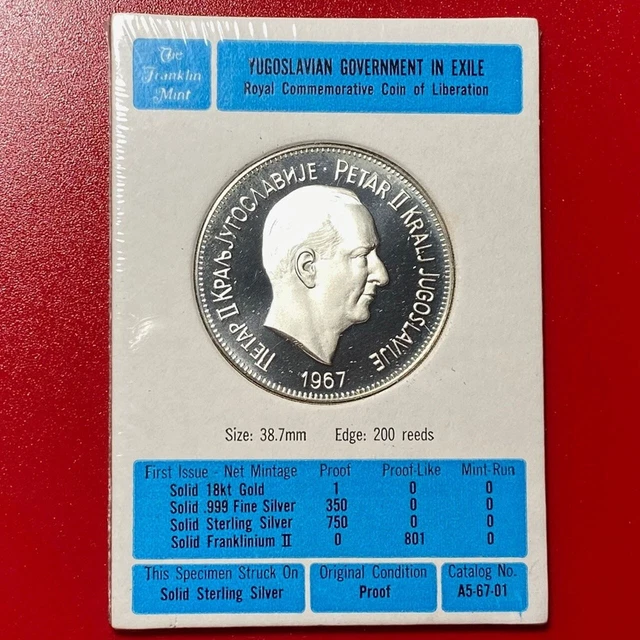 The
Franklin
Mint
YUGOSLAVIAN GOVERNMENT IN EXILE
Royal Commemorative Coin of Liberation
ПЕТАР II КРАЉ ЈУГОСЛАВИЈЕ · PETAR II KRALJ JUGOSLAVIJE
1967
Size: 38.7mm Edge: 200 reeds
First Issue - Net Mintage Proof Proof-Like Mint-Run
Solid 18kt Gold 1 0 0
Solid .999 Fine Silver 350 0 0
Solid Sterling Silver 750 0 0
Solid Franklinium II 0 801 0
This Specimen Struck On
Solid Sterling Silver
Original Condition
Proof
Catalog No.
A5-67-01